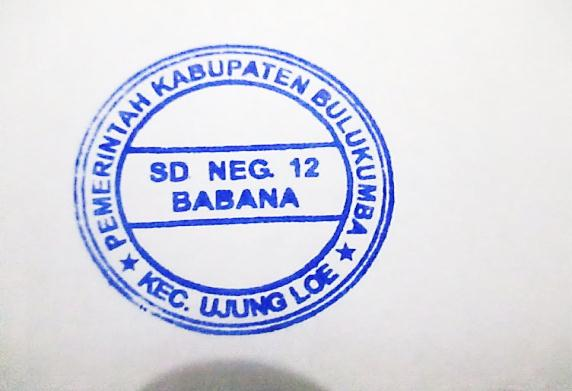 PEMERINTAH KABUPATEN BULUKUMBA
SD NEG. 12
BABANA
KEC. UJUNG LOE